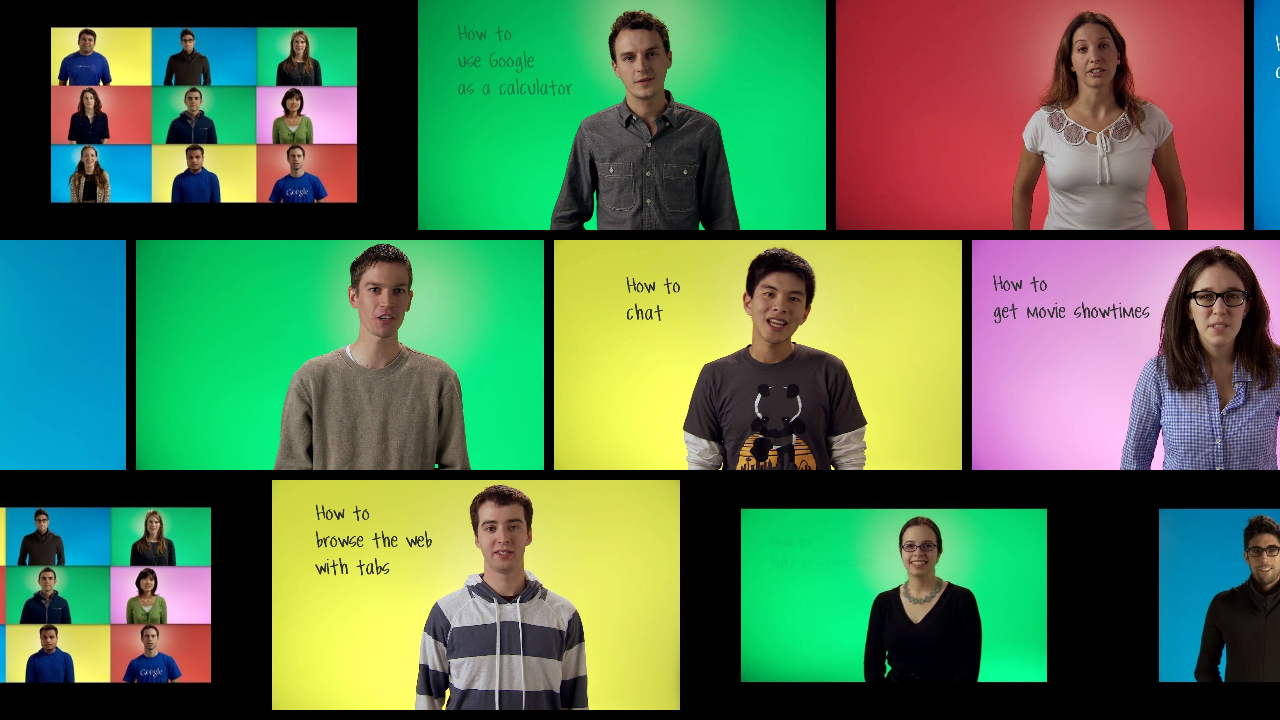 How to
use Google
as a calculator
How to
chat
How to
get movie showtimes
How to
browse the web
with tabs
Google
Google